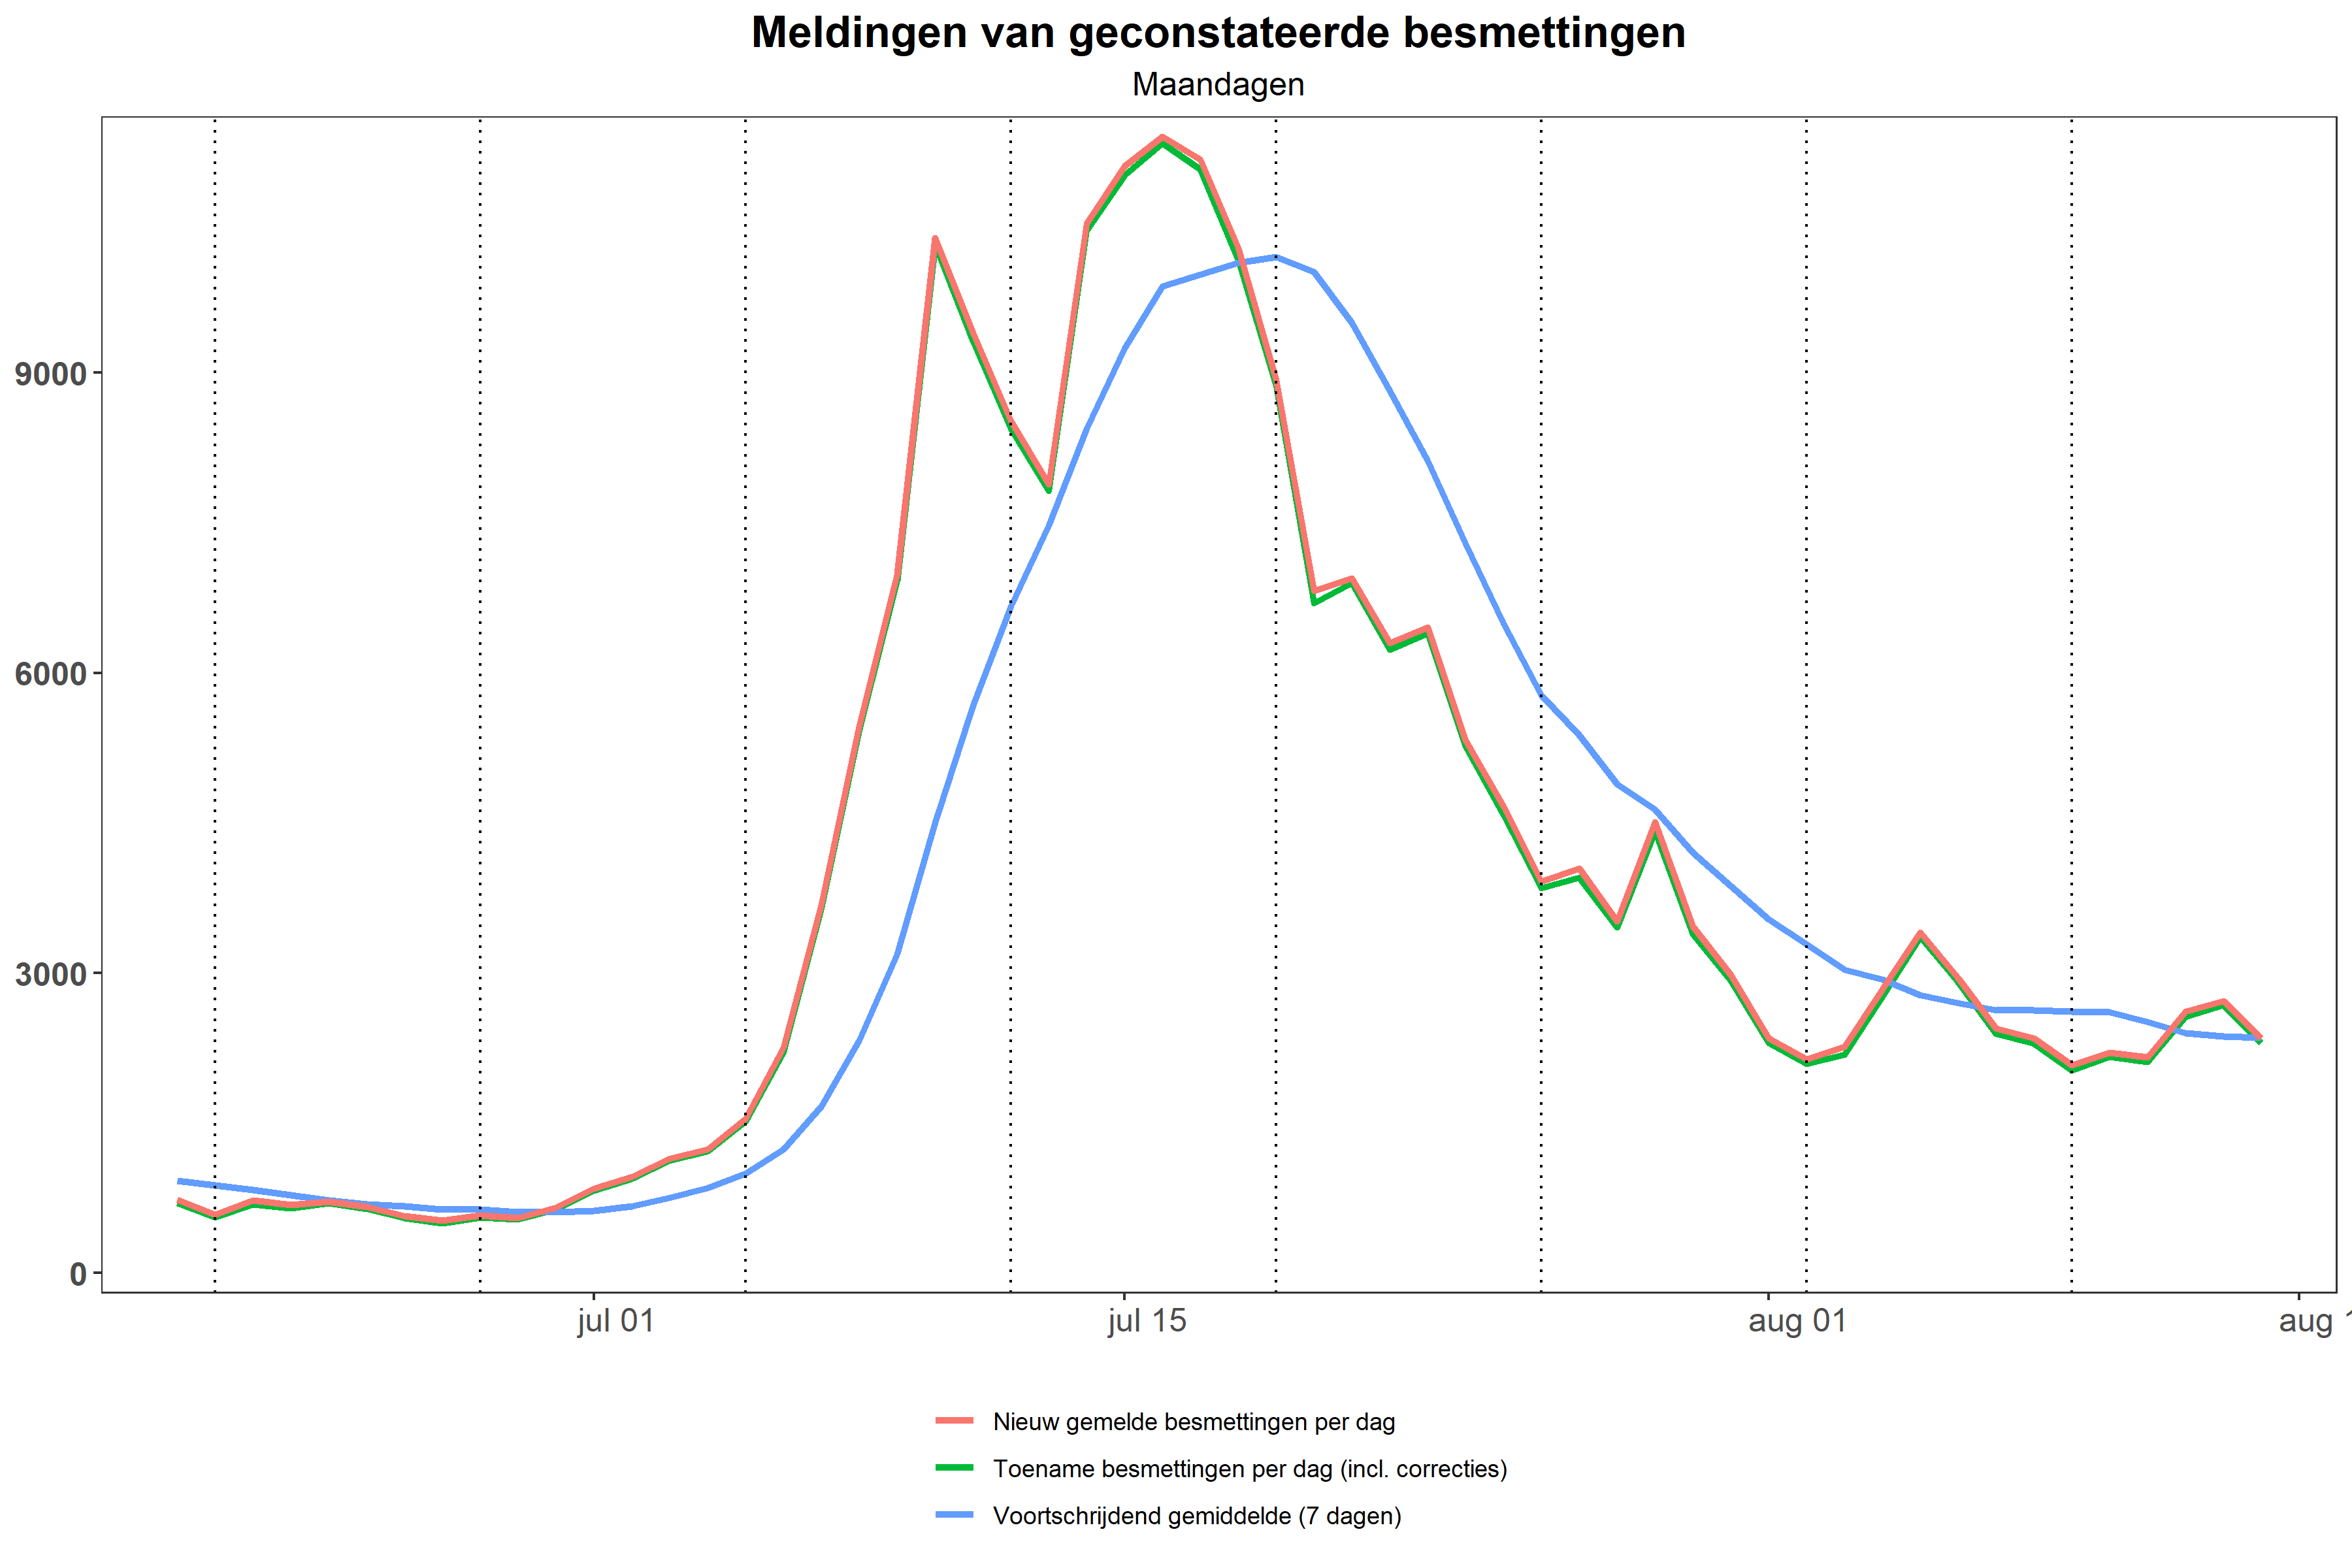 Meldingen van geconstateerde besmettingen
Maandagen
9000
6000
3000
0
jul 01
jul 15
aug 01
aug
Nieuw gemelde besmettingen per dag
Toename besmettingen per dag (incl. correcties)
Voortschrijdend gemiddelde (7 dagen)